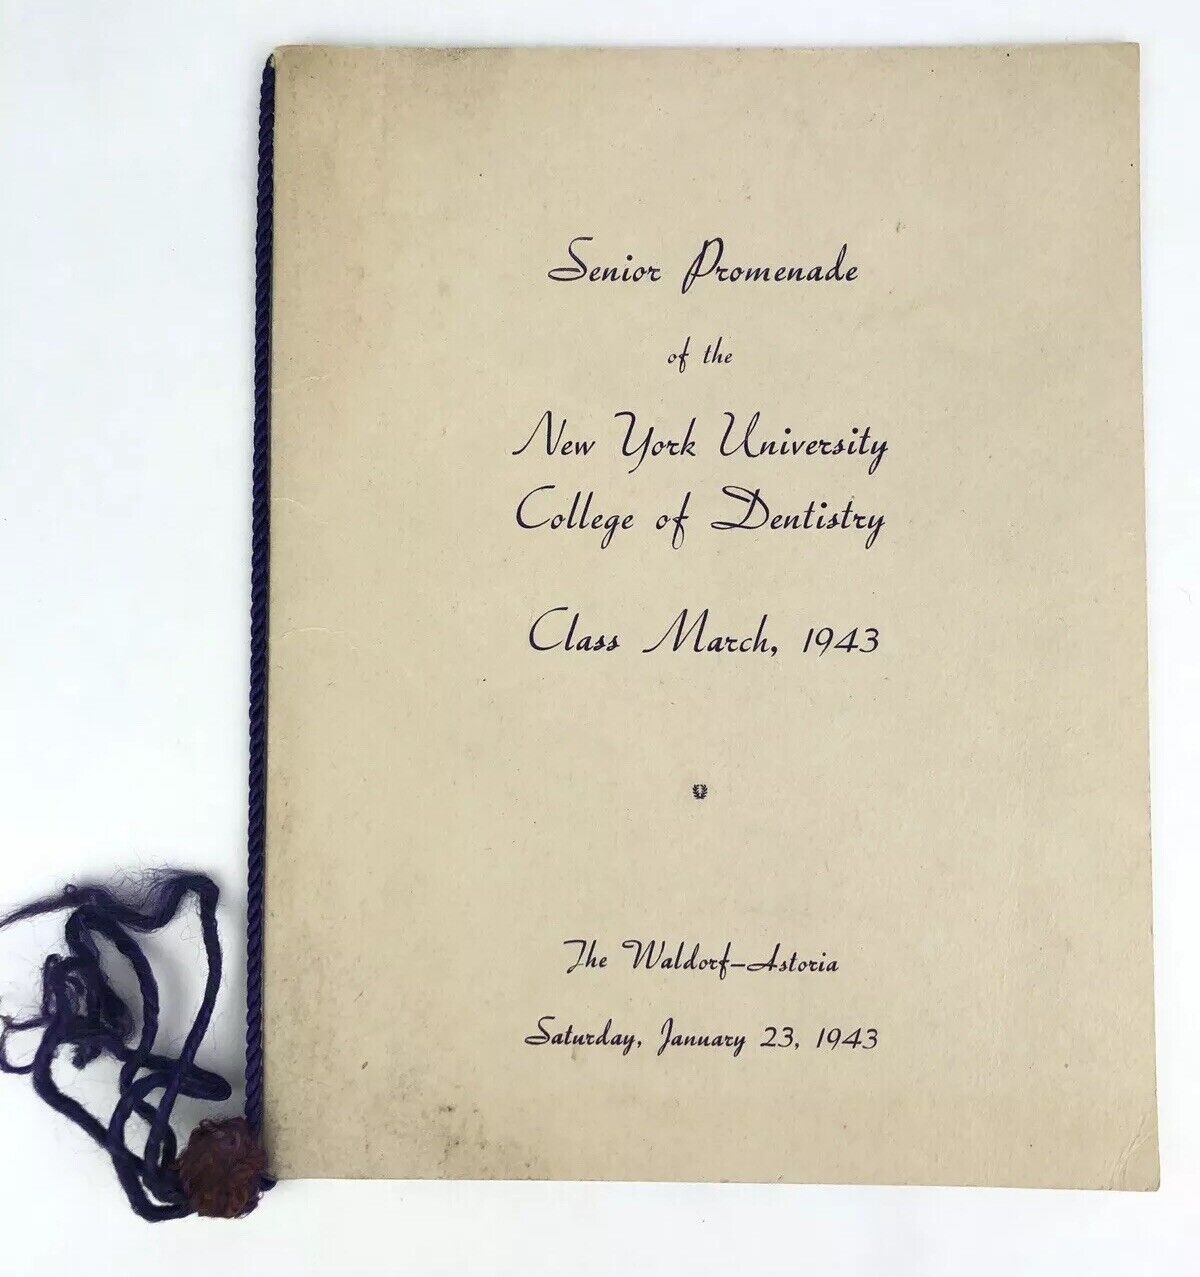 Senior Promenade
of the
New York University
College of Dentistry
Class March, 1943
The Waldorf-Astoria
Saturday, January 23, 1943